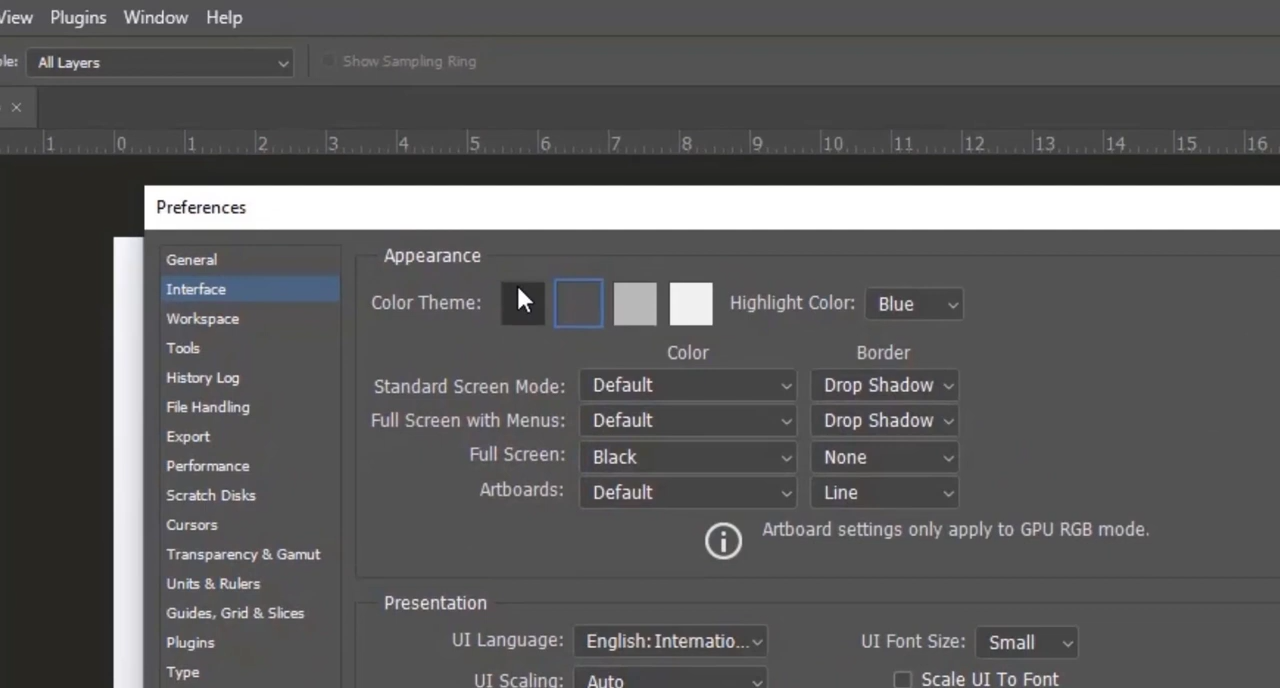 View Plugins Window Help
All Layers Show Sampling Ring
1 0 1 2 3 4 5 6 7 8 9 10 11 12 13 14 15 16
Preferences
General
Interface
Workspace
Tools
History Log
File Handling
Export
Performance
Scratch Disks
Cursors
Transparency & Gamut
Units & Rulers
Guides, Grid & Slices
Plugins
Type
Appearance
Color Theme: Highlight Color: Blue
Color Border
Standard Screen Mode: Default Drop Shadow
Full Screen with Menus: Default Drop Shadow
Full Screen: Black None
Artboards: Default Line
Artboard settings only apply to GPU RGB mode.
Presentation
UI Language: English: Internatio... UI Font Size: Small
UI Scaling: Auto Scale UI To Font